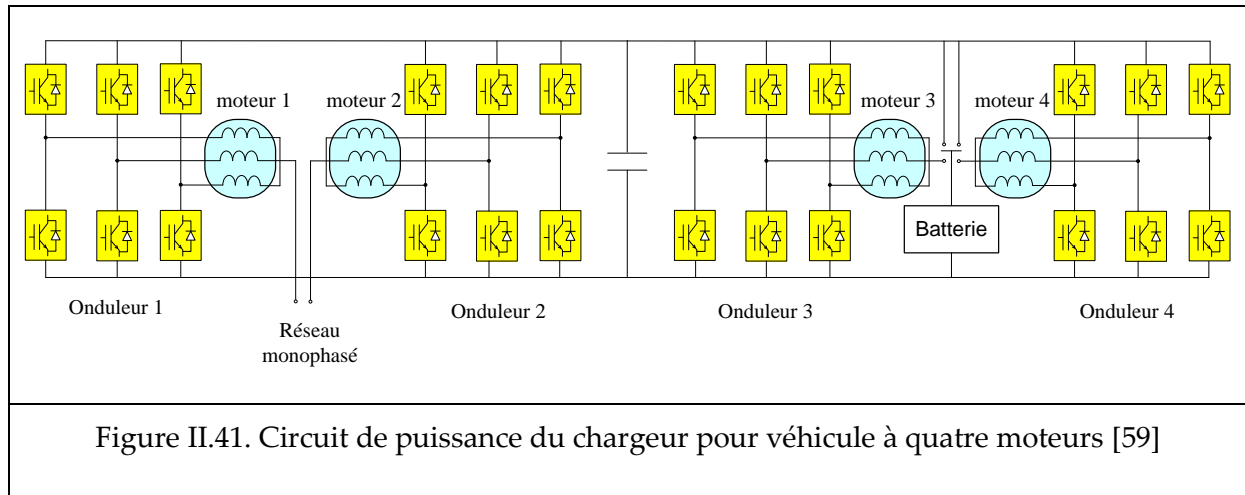 moteur 1
moteur 2
moteur 3
moteur 4
Batterie
Onduleur 1
Réseau
monophasé
Onduleur 2
Onduleur 3
Onduleur 4
Figure II.41. Circuit de puissance du chargeur pour véhicule à quatre moteurs [59]